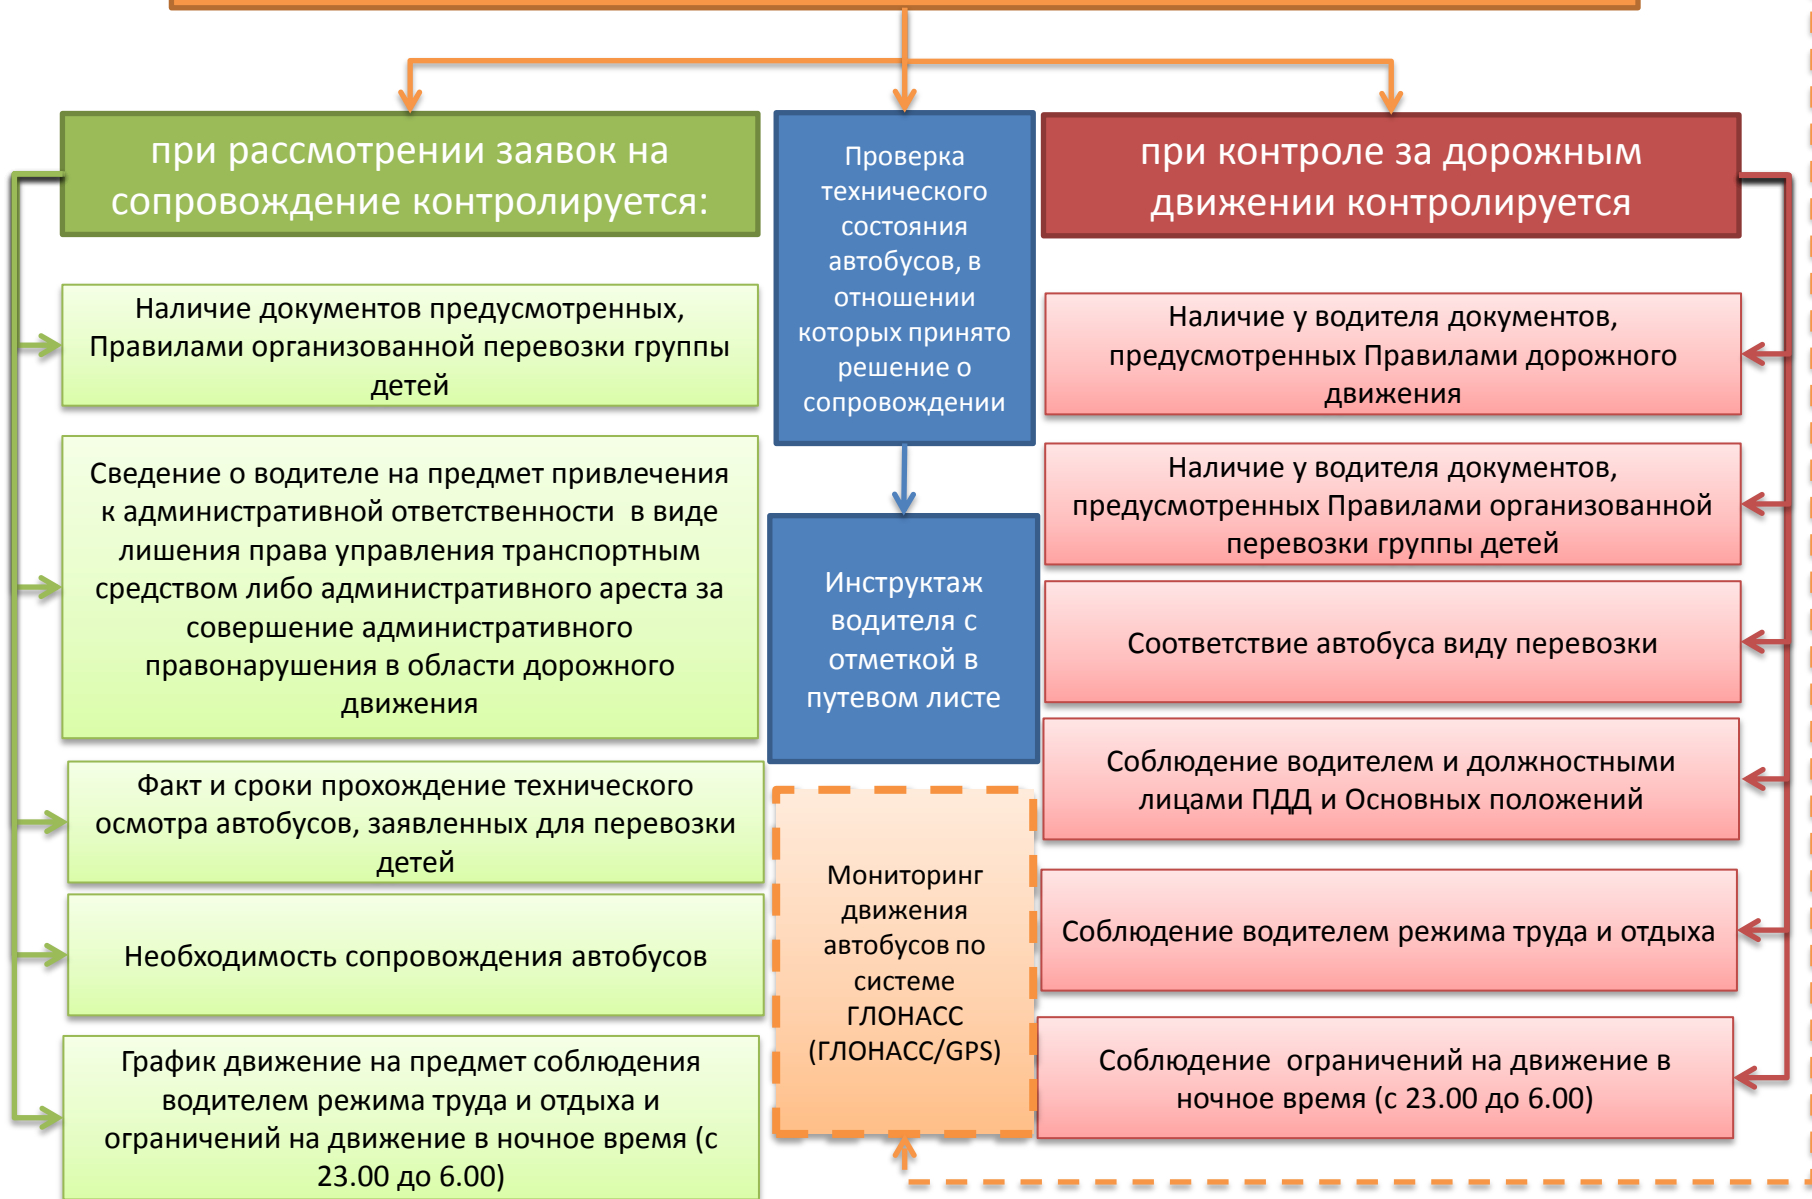 при рассмотрении заявок на
сопровождение контролируется:
Наличие документов предусмотренных,
Правилами организованной перевозки группы
детей
Сведение о водителе на предмет привлечения
к административной ответственности в виде
лишения права управления транспортным
средством либо административного ареста за
совершение административного
правонарушения в области дорожного
движения
Факт и сроки прохождение технического
осмотра автобусов, заявленных для перевозки
детей
Необходимость сопровождения автобусов
График движение на предмет соблюдения
водителем режима труда и отдыха и
ограничений на движение в ночное время (с
23.00 до 6.00)
Проверка
технического
состояния
автобусов, в
отношении
которых принято
решение о
сопровождении
Инструктаж
водителя с
отметкой в
путевом листе
Мониторинг
движения
автобусов по
системе
ГЛОНАСС
(ГЛОНАСС/GPS)
при контроле за дорожным
движении контролируется
Наличие у водителя документов,
предусмотренных Правилами дорожного
движения
Наличие у водителя документов,
предусмотренных Правилами организованной
перевозки группы детей
Соответствие автобуса виду перевозки
Соблюдение водителем и должностными
лицами ПДД и Основных положений
Соблюдение водителем режима труда и отдыха
Соблюдение ограничений на движение в
ночное время (с 23.00 до 6.00)